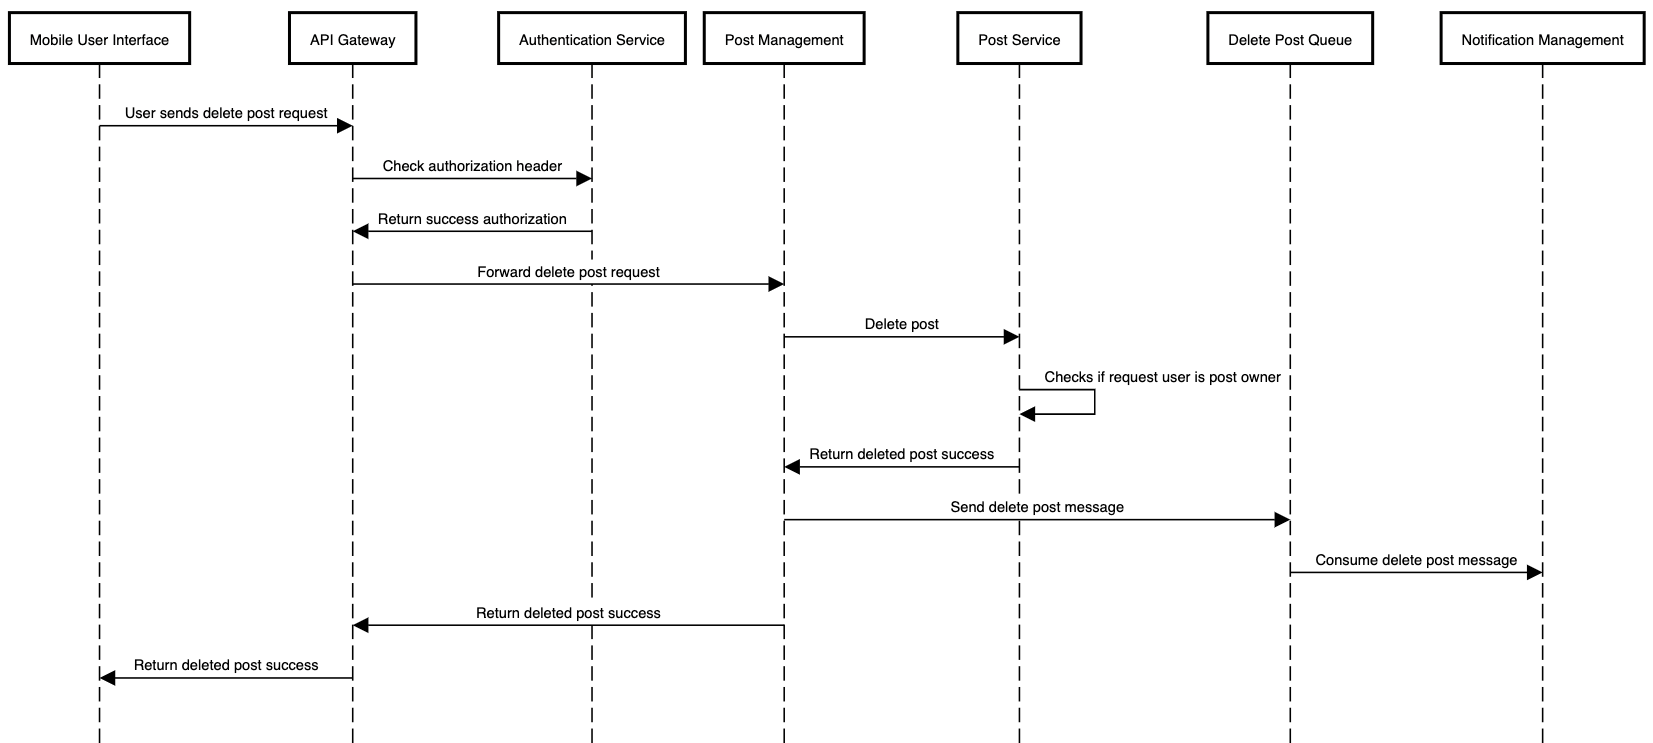 Mobile User Interface
API Gateway
Authentication Service
Post Management
Post Service
Delete Post Queue
Notification Management
User sends delete post request
Check authorization header
Return success authorization
Forward delete post request
Delete post
Checks if request user is post owner
Return deleted post success
Send delete post message
Consume delete post message
Return deleted post success
Return deleted post success